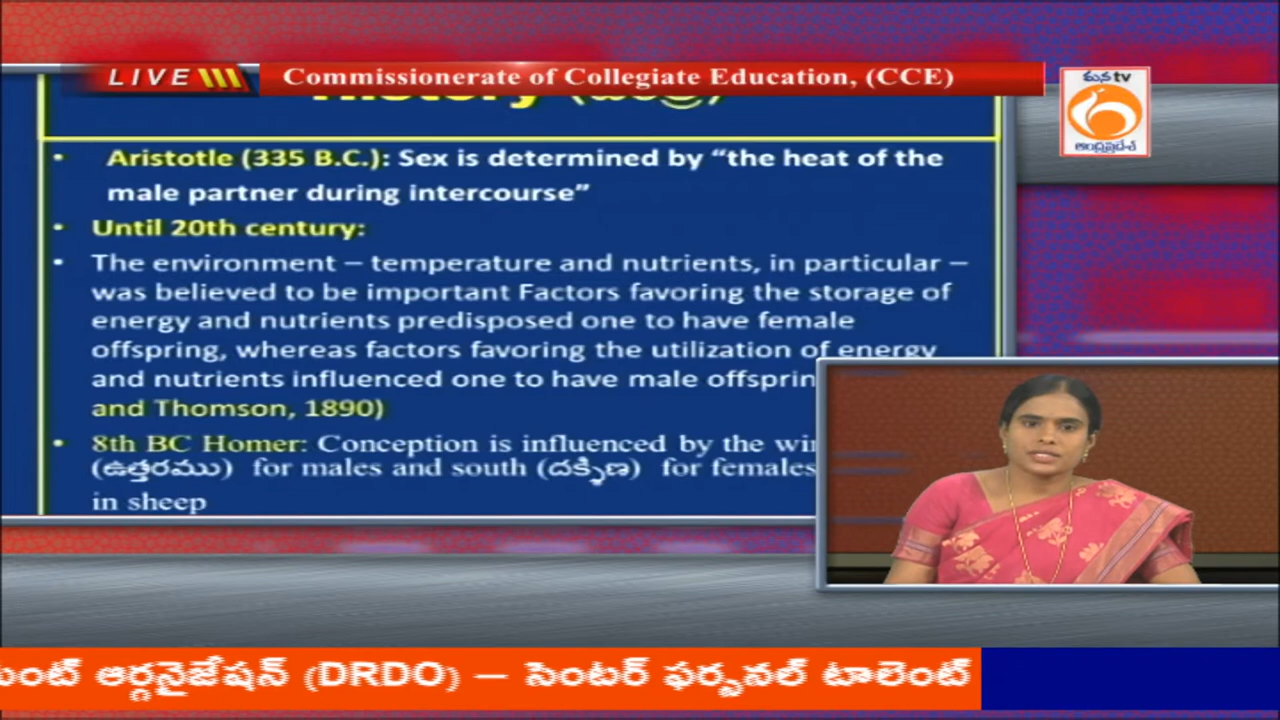 LIVE
Commissionerate of Collegiate Education, (CCE)
మన tv
ఆంధ్రప్రదేశ్
History
• Aristotle (335 B.C.): Sex is determined by “the heat of the
male partner during intercourse”
• Until 20th century:
• The environment – temperature and nutrients, in particular –
was believed to be important Factors favoring the storage of
energy and nutrients predisposed one to have female
offspring, whereas factors favoring the utilization of energy
and nutrients influenced one to have male offsprin
and Thomson, 1890)
• 8th BC Homer: Conception is influenced by the wi
(ఉత్తరము) for males and south (దక్షిణ) for females
in sheep
ఆర్గనైజేషన్ (DRDO) – సెంటర్ ఫర్పనల్ టాలెంట్